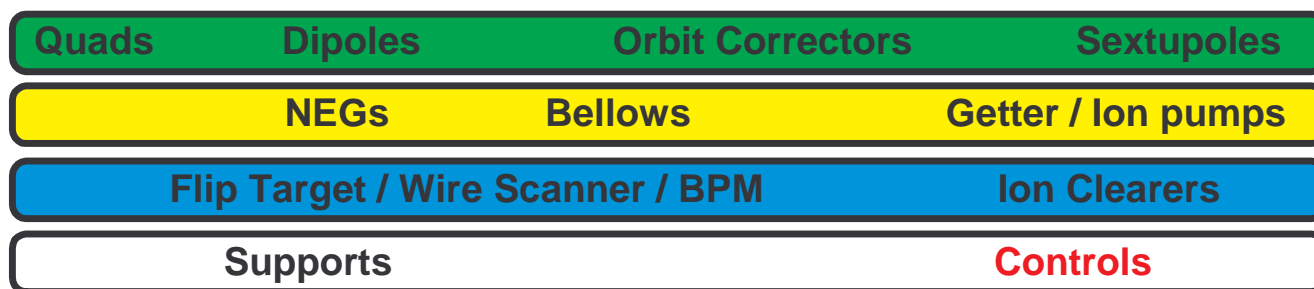 Quads Dipoles Orbit Correctors Sextupoles
NEGs Bellows Getter / Ion pumps
Flip Target / Wire Scanner / BPM Ion Clearers
Supports Controls